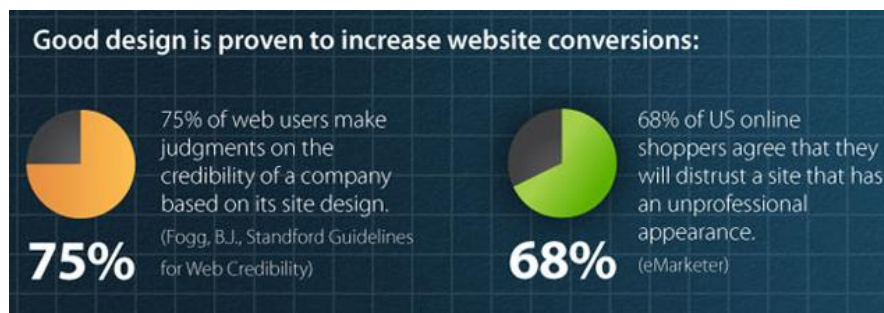 Good design is proven to increase website conversions:
75% of web users make
judgments on the
credibility of a company
based on its site design.
(Fogg, B.J., Standford Guidelines
for Web Credibility)
75%
68% of US online
shoppers agree that they
will distrust a site that has
an unprofessional
appearance.
(eMarketer)
68%